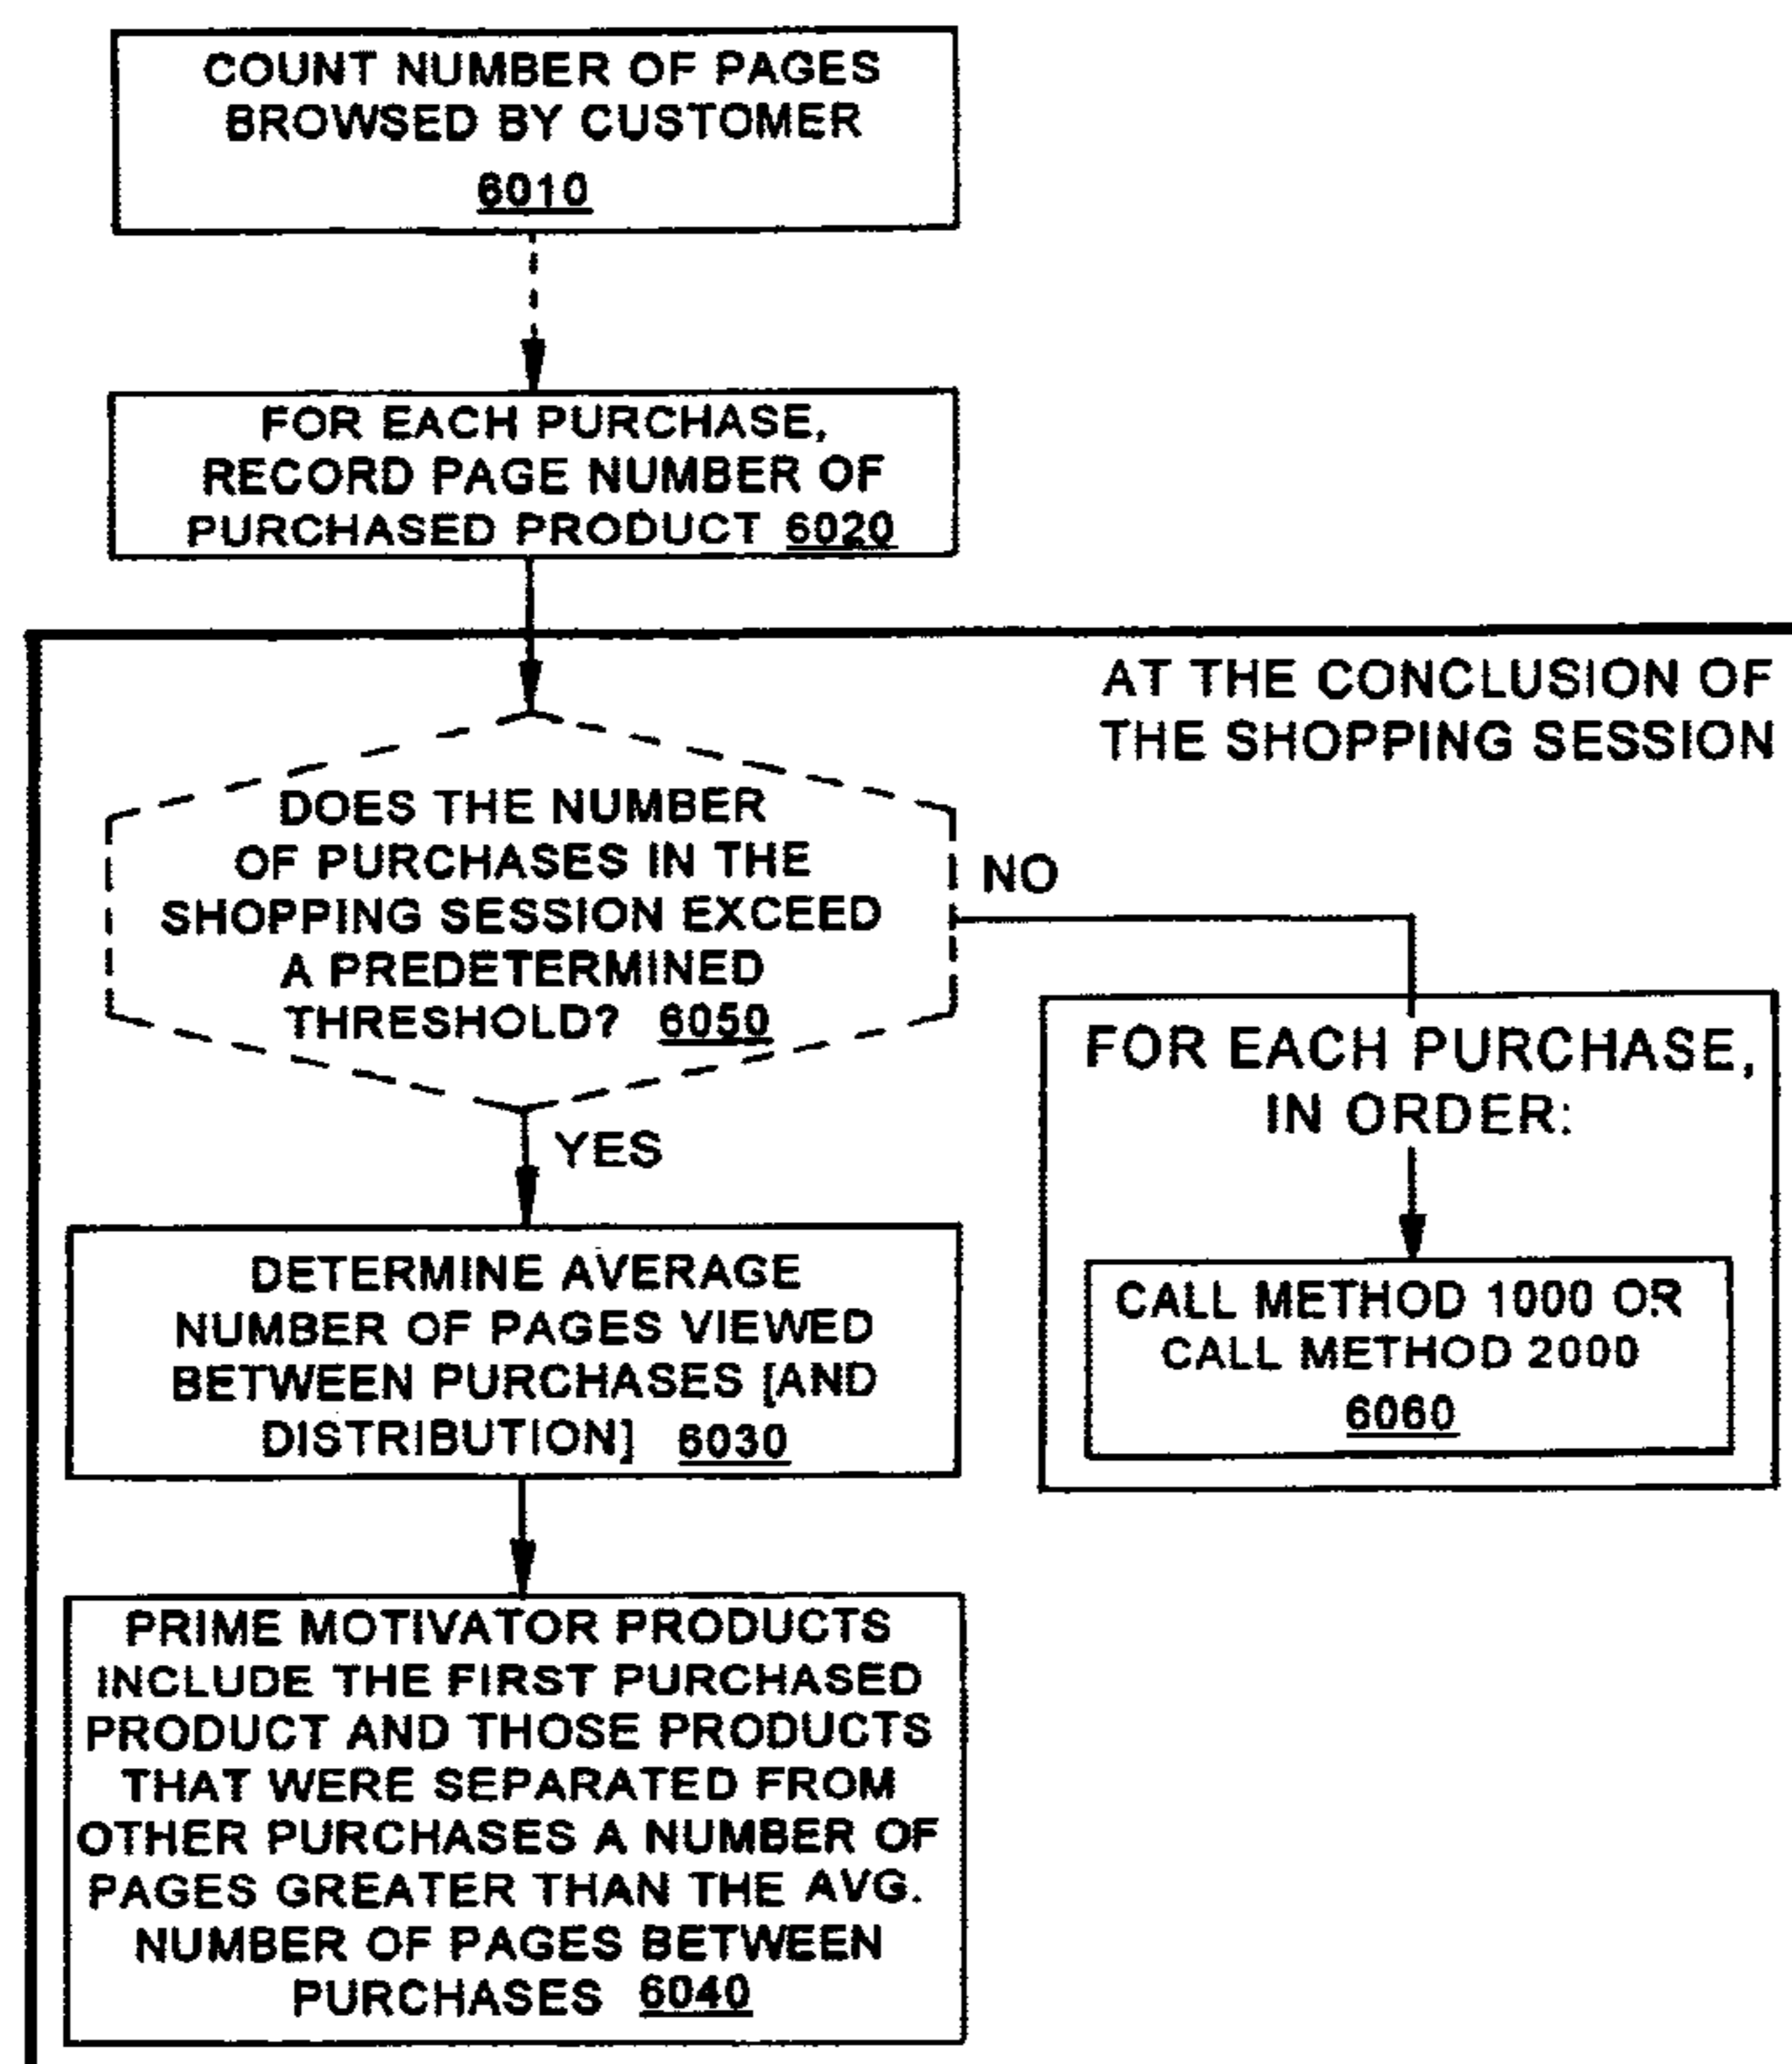 COUNT NUMBER OF PAGES
BROWSED BY CUSTOMER
6010
FOR EACH PURCHASE,
RECORD PAGE NUMBER OF
PURCHASED PRODUCT 6020
AT THE CONCLUSION OF
THE SHOPPING SESSION
DOES THE NUMBER
OF PURCHASES IN THE
SHOPPING SESSION EXCEED
A PREDETERMINED
THRESHOLD? 6050
NO
YES
FOR EACH PURCHASE,
IN ORDER:
CALL METHOD 1000 OR
CALL METHOD 2000
6060
DETERMINE AVERAGE
NUMBER OF PAGES VIEWED
BETWEEN PURCHASES [AND
DISTRIBUTION] 6030
PRIME MOTIVATOR PRODUCTS
INCLUDE THE FIRST PURCHASED
PRODUCT AND THOSE PRODUCTS
THAT WERE SEPARATED FROM
OTHER PURCHASES A NUMBER OF
PAGES GREATER THAN THE AVG.
NUMBER OF PAGES BETWEEN
PURCHASES 6040